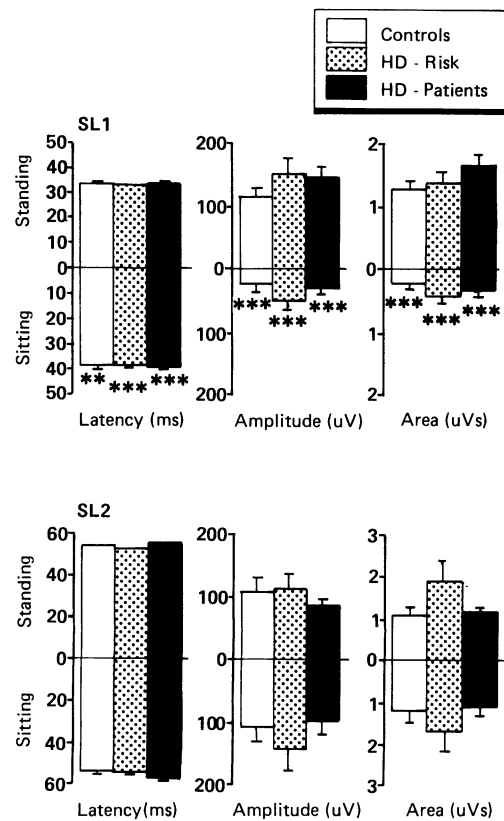 Controls
HD - Risk
HD - Patients
SL1
Standing
Sitting
50
40
30
20
10
0
10
20
30
40
50
** *** ***
Latency (ms)
200
100
0
100
200
*** *** ***
Amplitude (uV)
2
1
0
1
2
*** *** ***
Area (uVs)
SL2
Standing
Sitting
60
40
20
0
20
40
60
Latency(ms)
200
100
0
100
200
Amplitude (uV)
3
2
1
0
1
2
3
Area (uVs)